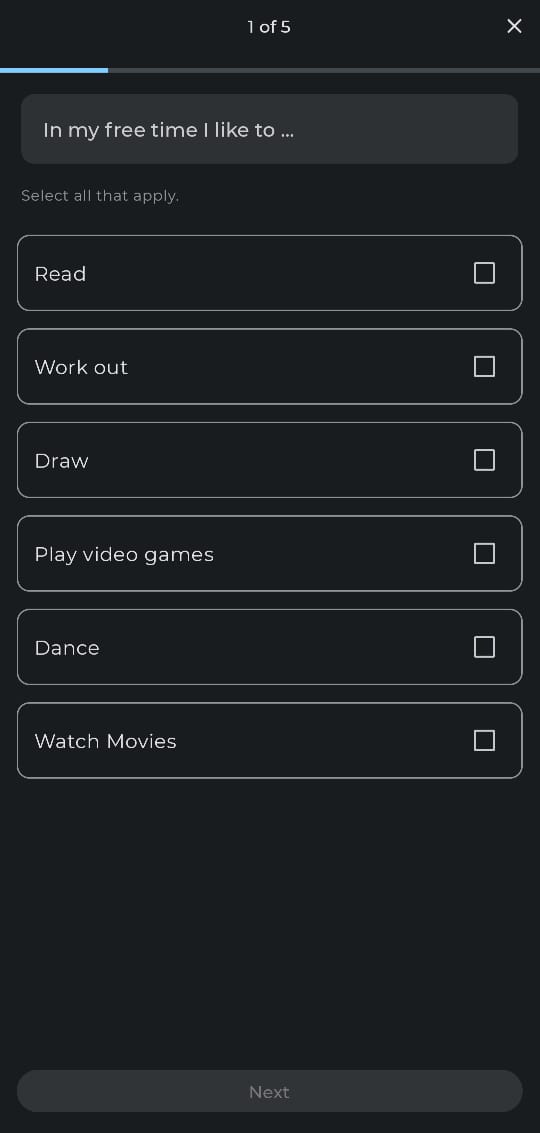 1 of 5
In my free time I like to ...
Select all that apply.
Read
Work out
Draw
Play video games
Dance
Watch Movies
Next